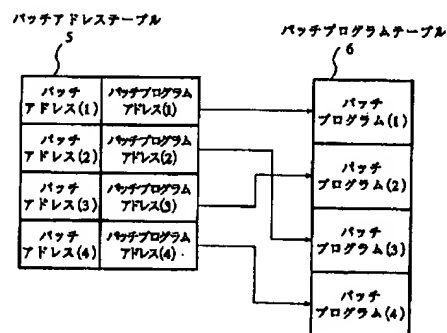 パッチアドレステーブル
5
パッチプログラムテーブル
6
パッチ
アドレス(1)
パッチプログラム
アドレス(1)
パッチ
アドレス(2)
パッチプログラム
アドレス(2)
パッチ
アドレス(3)
パッチプログラム
アドレス(3)
パッチ
アドレス(4)
パッチプログラム
アドレス(4)
パッチ
プログラム(1)
パッチ
プログラム(2)
パッチ
プログラム(3)
パッチ
プログラム(4)